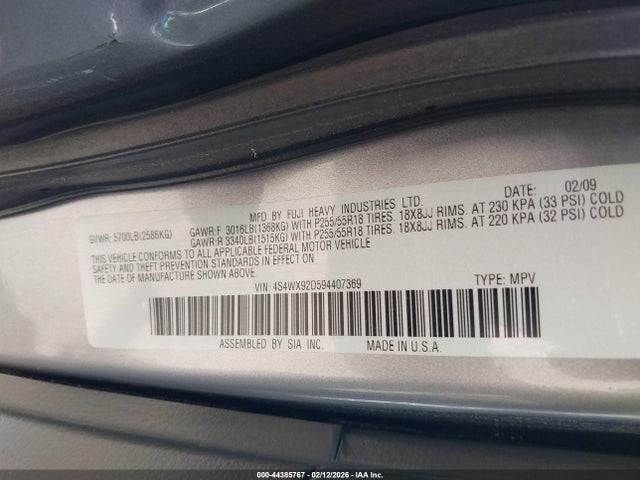 MFD BY FUJI HEAVY INDUSTRIES LTD. DATE: 02/09
GVWR: 5700LB(2586KG) GAWR:F 3016LB(1368KG) WITH P255/55R18 TIRES. 18X8JJ RIMS. AT 230 KPA (33 PSI) COLD
GAWR:R 3340LB(1515KG) WITH P255/55R18 TIRES. 18X8JJ RIMS. AT 220 KPA (32 PSI) COLD
THIS VEHICLE CONFORMS TO ALL APPLICABLE FEDERAL MOTOR VEHICLE
SAFETY AND THEFT PREVENTION STANDARDS IN EFFECT ON
THE DATE OF MANUFACTURE SHOWN ABOVE.
VIN: 4S4WX92D594407369 TYPE: MPV
ASSEMBLED BY SIA INC. MADE IN U.S.A.
000-44385767 - 02/12/2026 - IAA Inc.